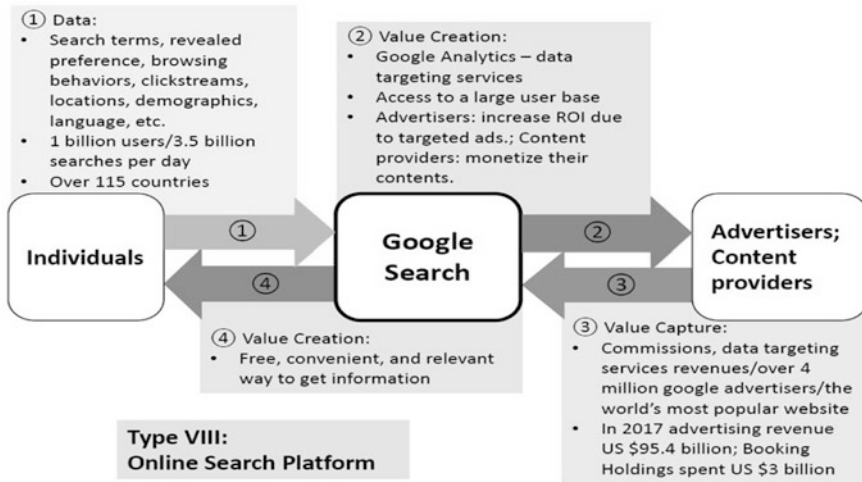 ① Data:
• Search terms, revealed
preference, browsing
behaviors, clickstreams,
locations, demographics,
language, etc.
• 1 billion users/3.5 billion
searches per day
• Over 115 countries
② Value Creation:
• Google Analytics – data
targeting services
• Access to a large user base
• Advertisers: increase ROI due
to targeted ads.; Content
providers: monetize their
contents.
Individuals
①
④
Google
Search
②
③
Advertisers;
Content
providers
④ Value Creation:
• Free, convenient, and relevant
way to get information
③ Value Capture:
• Commissions, data targeting
services revenues/over 4
million google advertisers/the
world's most popular website
• In 2017 advertising revenue
US $95.4 billion; Booking
Holdings spent US $3 billion
Type VIII:
Online Search Platform